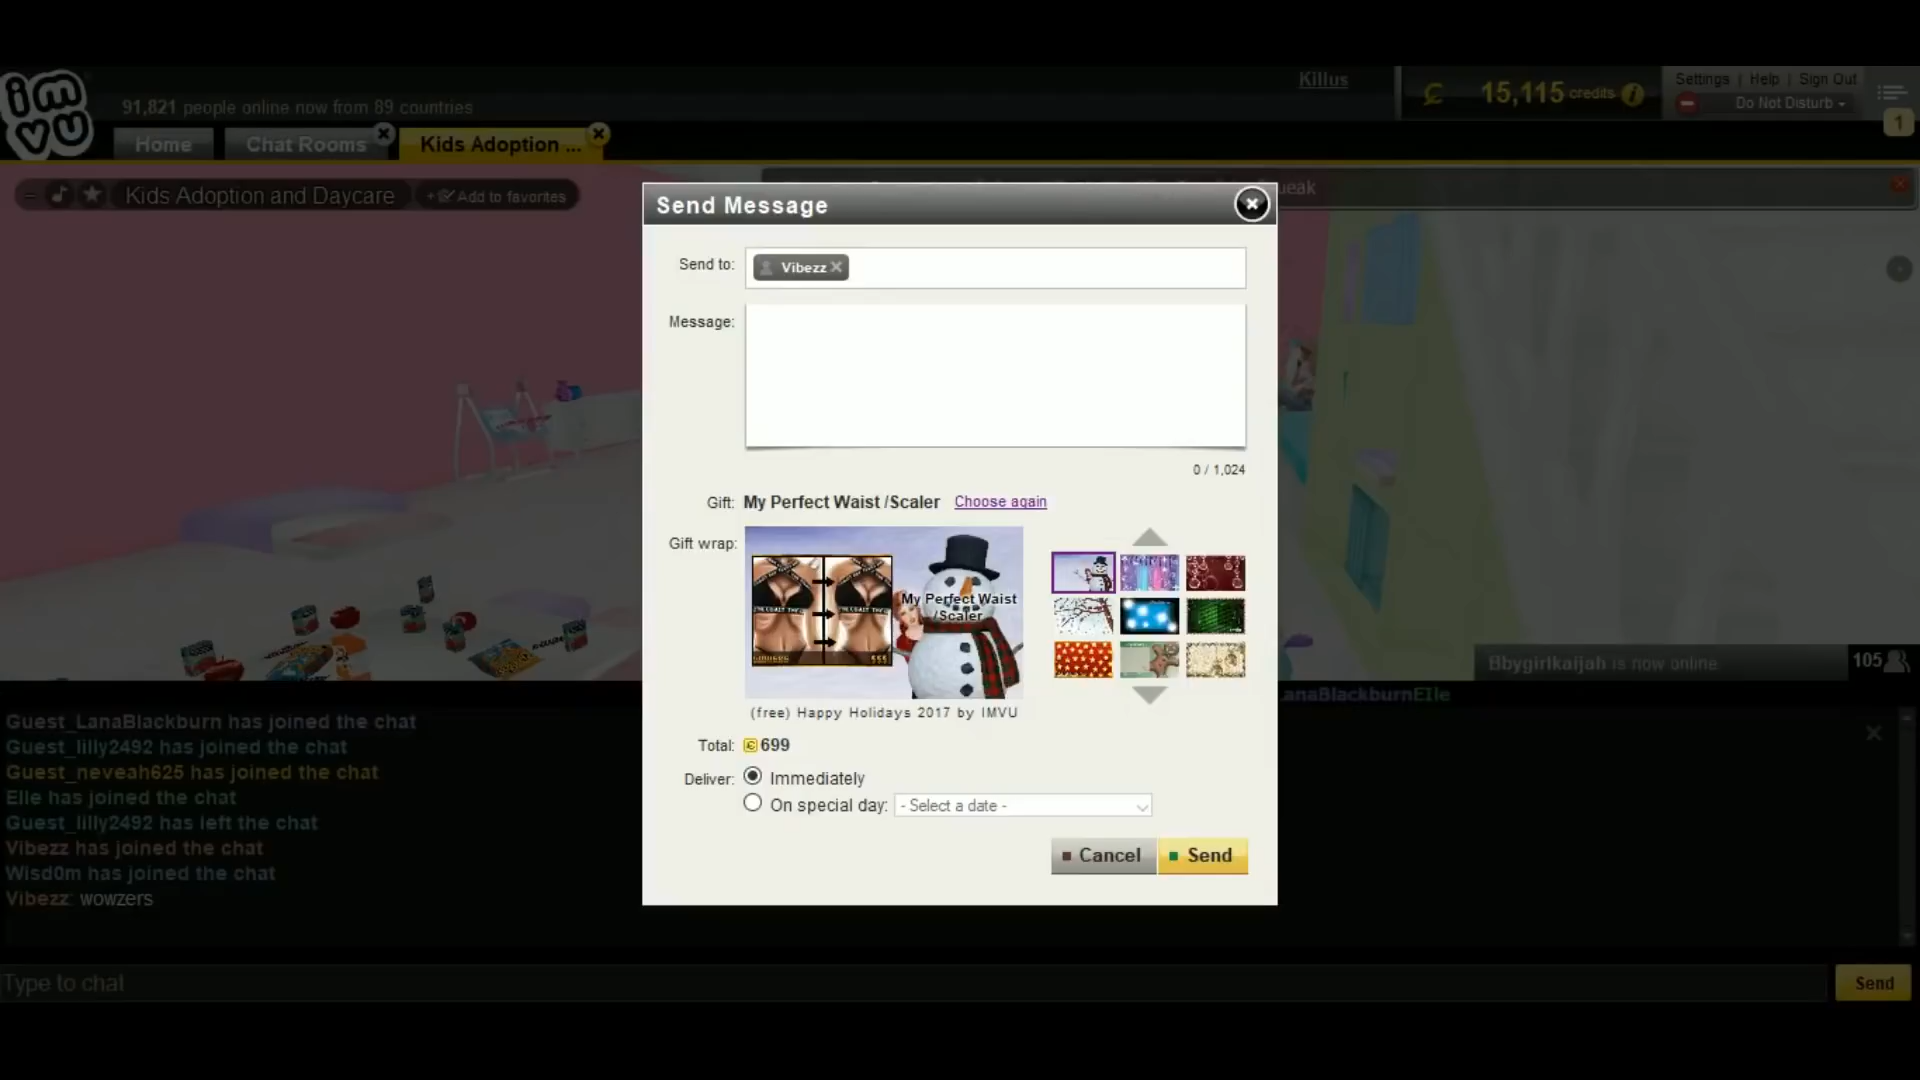 imvu
91,821 people online now from 89 countries
Killus
15,115 credits
Settings | Help | Sign Out
Do Not Disturb
1
Home
Chat Rooms
Kids Adoption ...
Kids Adoption and Daycare
+ Add to favorites
Send Message
Send to:
Vibezz
Message:
0 / 1,024
Gift: My Perfect Waist /Scaler Choose again
Gift wrap:
My Perfect Waist
/Scaler
(free) Happy Holidays 2017 by IMVU
Total: 699
Deliver: Immediately
On special day: - Select a date -
Cancel
Send
Bbygirlkaijah is now online
105
Guest_LanaBlackburn has joined the chat
Guest_lilly2492 has joined the chat
Guest_neveah625 has joined the chat
Elle has joined the chat
Guest_lilly2492 has left the chat
Vibezz has joined the chat
Wisd0m has joined the chat
Vibezz: wowzers
Type to chat
Send